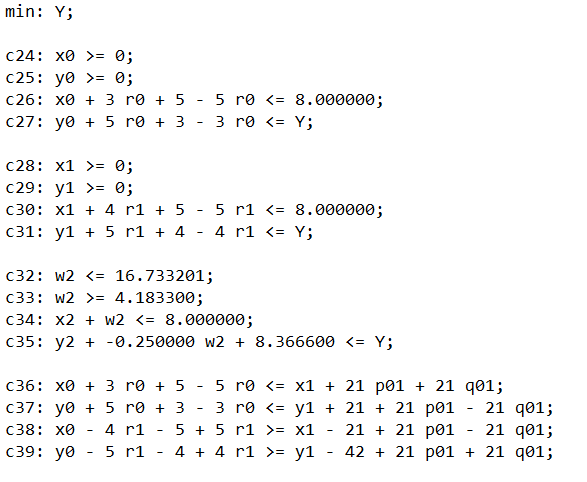 min: Y;
c24: x0 >= 0;
c25: y0 >= 0;
c26: x0 + 3 r0 + 5 - 5 r0 <= 8.000000;
c27: y0 + 5 r0 + 3 - 3 r0 <= Y;
c28: x1 >= 0;
c29: y1 >= 0;
c30: x1 + 4 r1 + 5 - 5 r1 <= 8.000000;
c31: y1 + 5 r1 + 4 - 4 r1 <= Y;
c32: w2 <= 16.733201;
c33: w2 >= 4.183300;
c34: x2 + w2 <= 8.000000;
c35: y2 + -0.250000 w2 + 8.366600 <= Y;
c36: x0 + 3 r0 + 5 - 5 r0 <= x1 + 21 p01 + 21 q01;
c37: y0 + 5 r0 + 3 - 3 r0 <= y1 + 21 + 21 p01 - 21 q01;
c38: x0 - 4 r1 - 5 + 5 r1 >= x1 - 21 + 21 p01 - 21 q01;
c39: y0 - 5 r1 - 4 + 4 r1 >= y1 - 42 + 21 p01 + 21 q01;